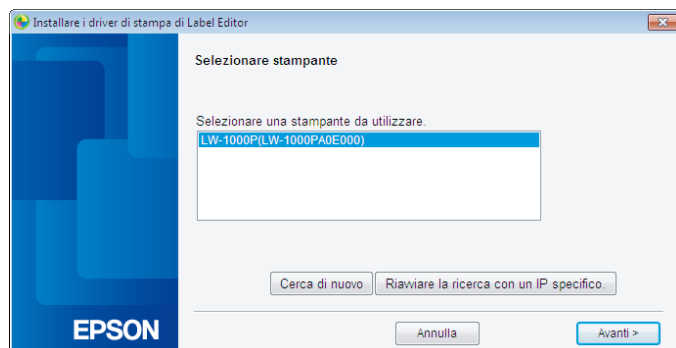 Installare i driver di stampa di Label Editor
Selezionare stampante
Selezionare una stampante da utilizzare.
LW-1000P(LW-1000PA0E000)
Cerca di nuovo
Riavviare la ricerca con un IP specifico.
EPSON
Annulla
Avanti >